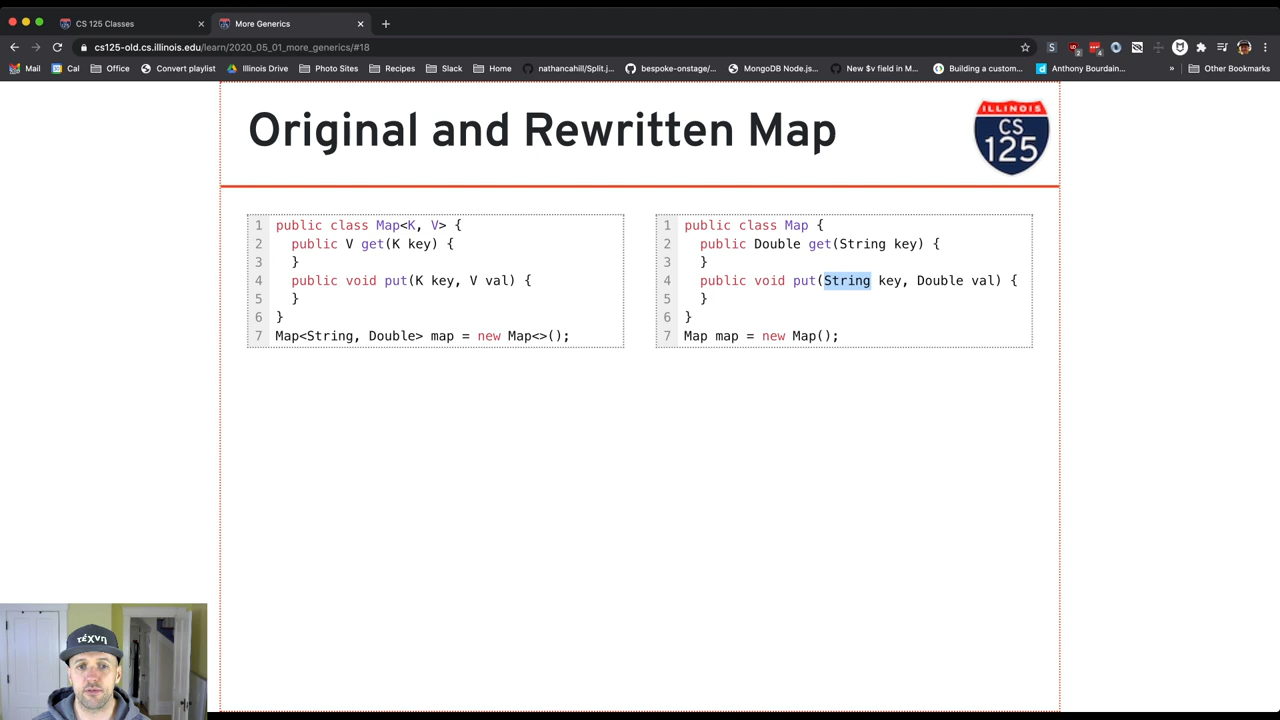 CS 125 Classes
More Generics
cs125-old.cs.illinois.edu/learn/2020_05_01_more_generics/#18
Mail
Cal
Office
Convert playlist
Illinois Drive
Photo Sites
Recipes
Slack
Home
nathancahill/Split.j...
bespoke-onstage/...
MongoDB Node.js...
New $v field in M...
Building a custom...
Anthony Bourdain...
»
Other Bookmarks
Original and Rewritten Map
ILLINOIS
CS
125
1 public class Map<K, V> {
2 public V get(K key) {
3 }
4 public void put(K key, V val) {
5 }
6 }
7 Map<String, Double> map = new Map<>();
1 public class Map {
2 public Double get(String key) {
3 }
4 public void put(String key, Double val) {
5 }
6 }
7 Map map = new Map();
τέχνη